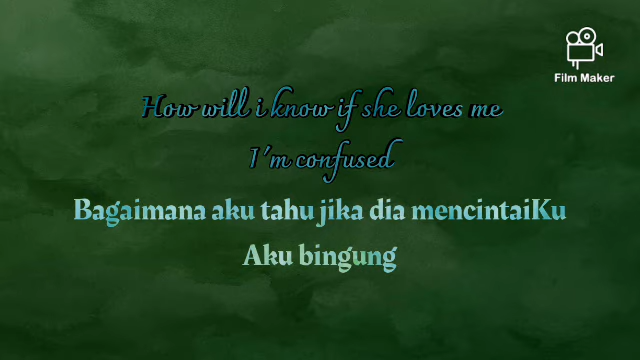 Film Maker
How will i know if she loves me
I'm confused
Bagaimana aku tahu jika dia mencintaiKu
Aku bingung